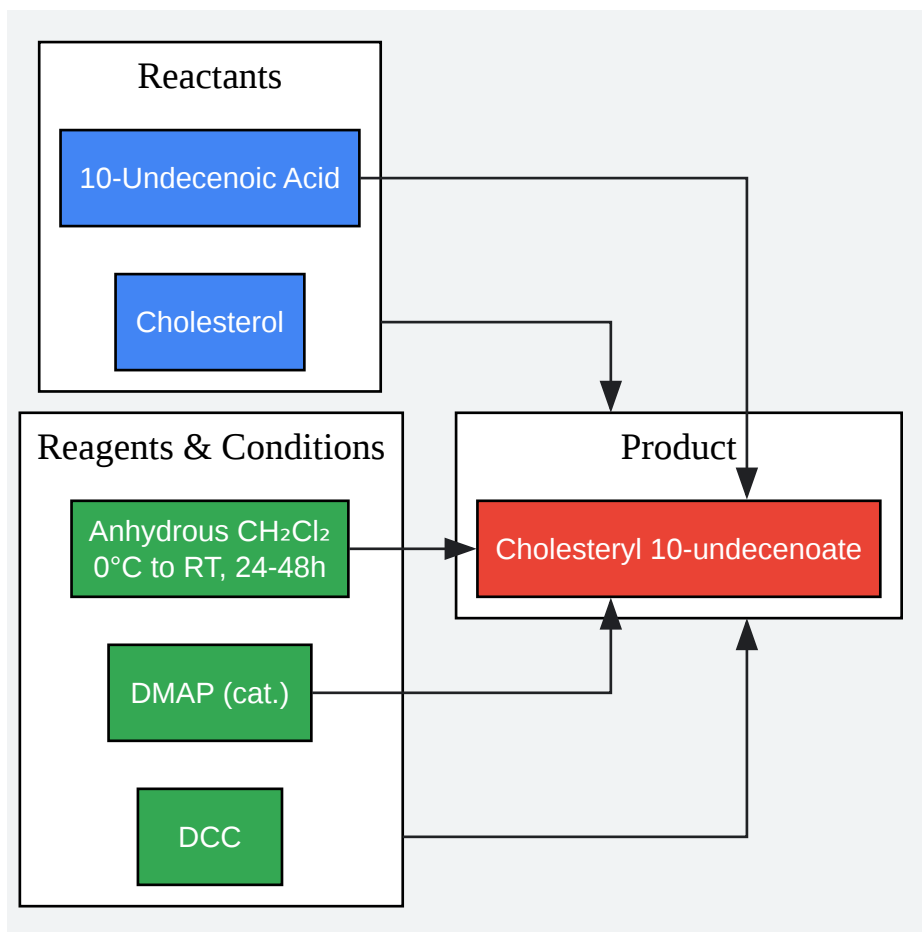 Reactants
10-Undecenoic Acid
Cholesterol
Reagents & Conditions
Anhydrous CH₂Cl₂
0°C to RT, 24-48h
DMAP (cat.)
DCC
Product
Cholesteryl 10-undecenoate